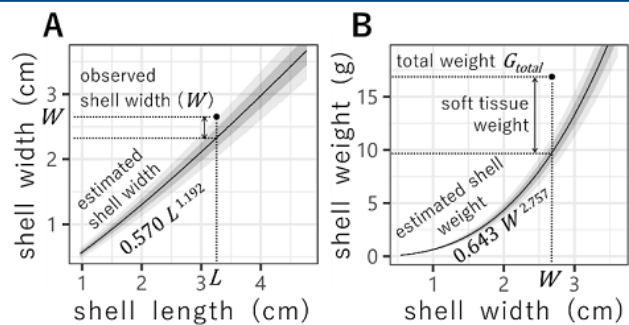 A
shell width (cm)
3
W
2
1
observed
shell width (W)
estimated
shell width
0.570 L^1.192
1 2 3 L 4
shell length (cm)
B
shell weight (g)
15
10
5
0
total weight G_total
soft tissue
weight
estimated shell
weight
0.643 W^2.757
1 2 W 3
shell width (cm)